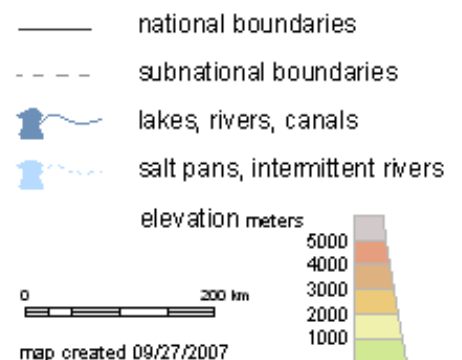 national boundaries
subnational boundaries
lakes, rivers, canals
salt pans, intermittent rivers
elevation meters
5000
4000
3000
2000
1000
0 200 km
map created 09/27/2007